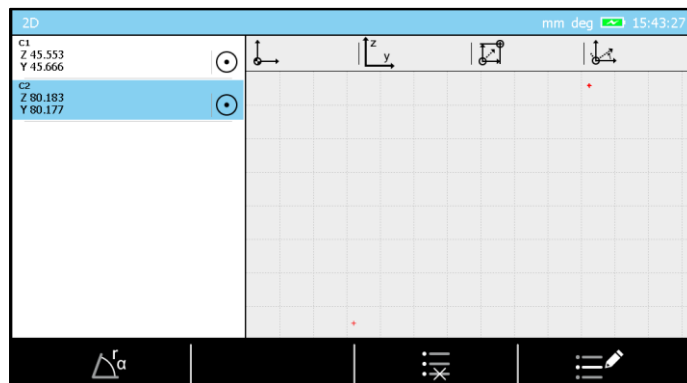 2D
mm deg 15:43:27
C1
Z 45.553
Y 45.666
C2
Z 80.183
Y 80.177
z
y
r
α